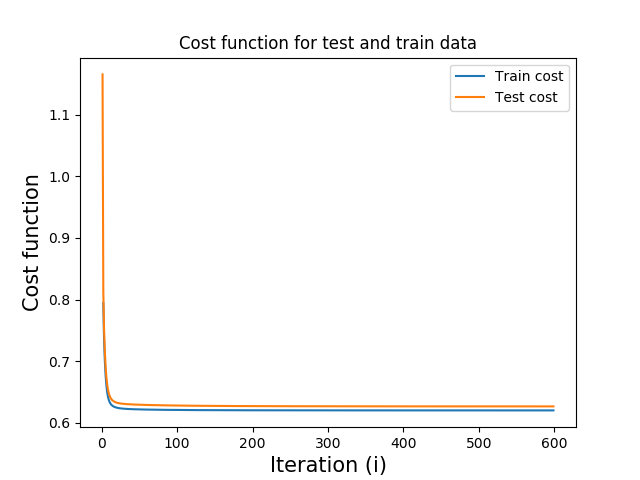 Cost function for test and train data
Train cost
Test cost
Cost function
1.1
1.0
0.9
0.8
0.7
0.6
0 100 200 300 400 500 600
Iteration (i)